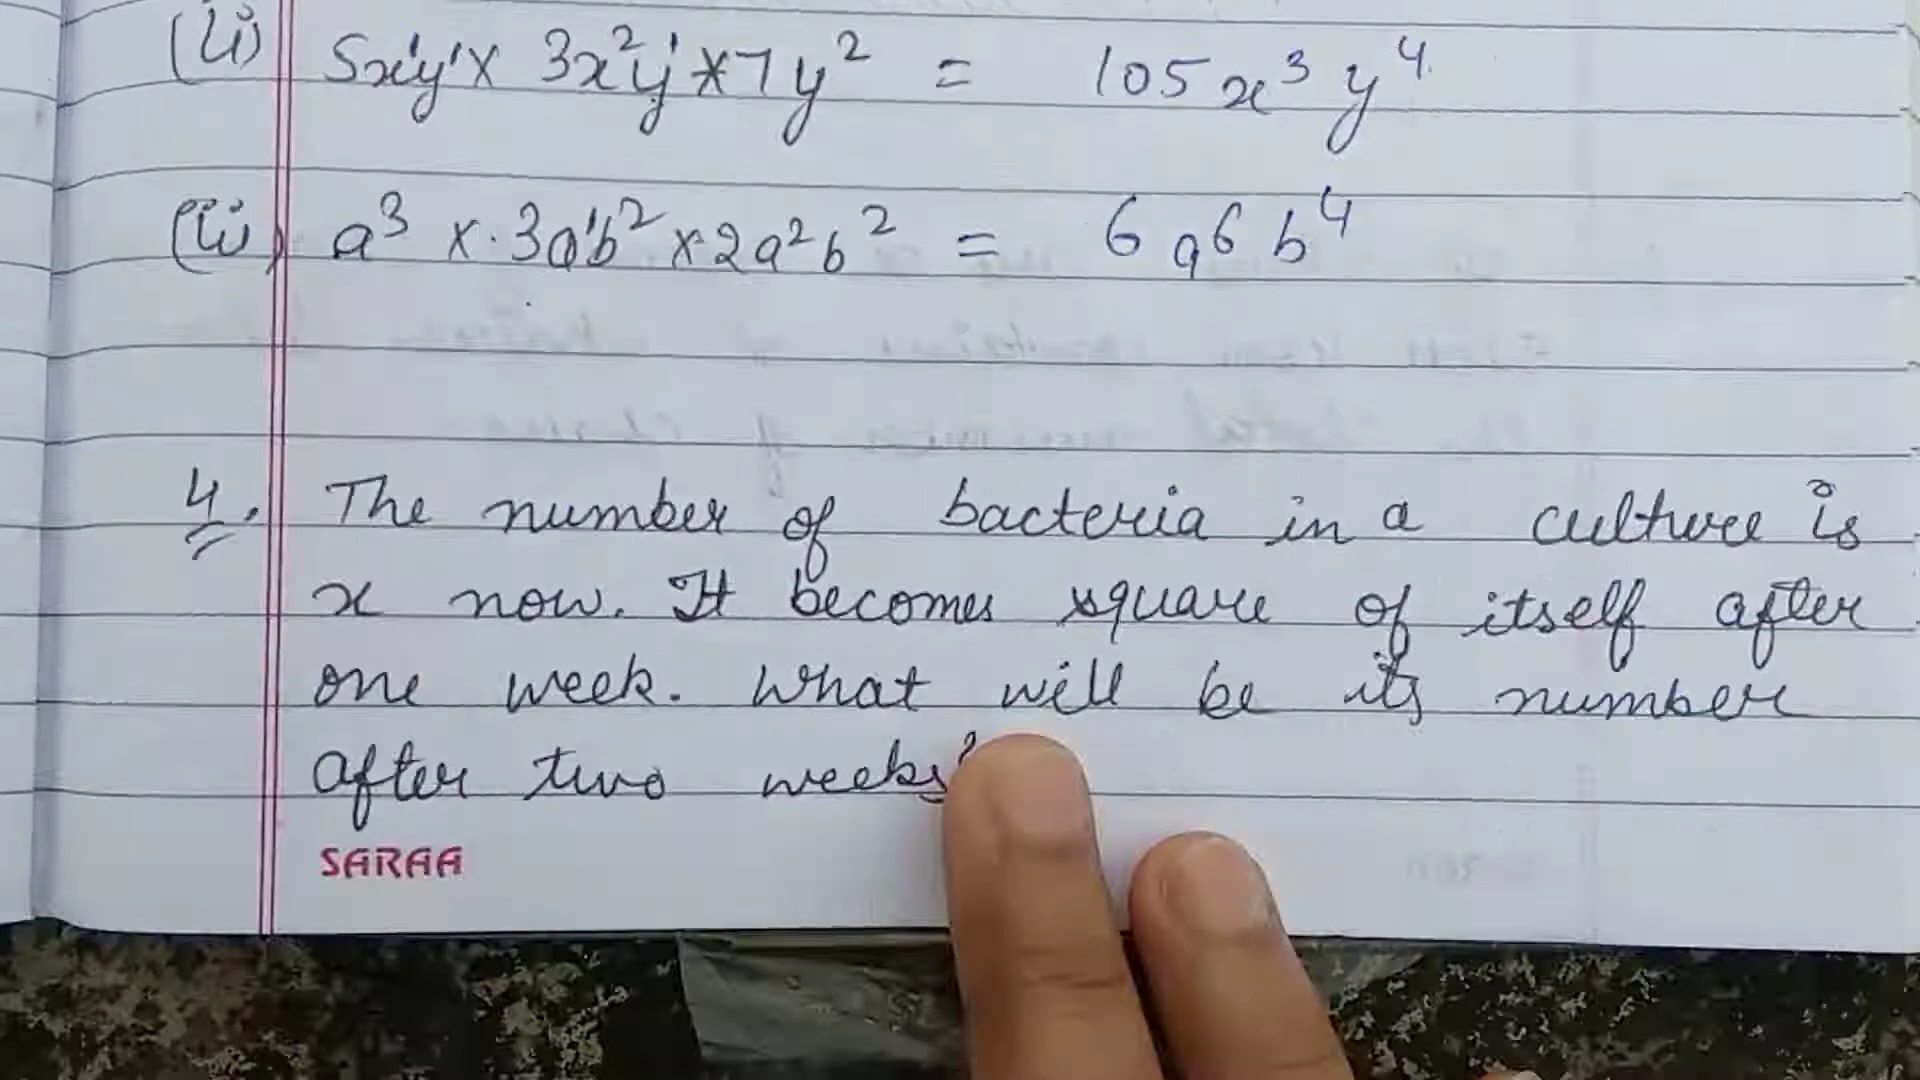 (ii) 5x¹y¹ × 3x²y¹ × 7y² = 105x³y⁴
(iii) a³ × 3a¹b² × 2a²b² = 6a⁶b⁴
4. The number of bacteria in a culture is
x now. It becomes square of itself after
one week. What will be its number
after two weeks?
SARAA